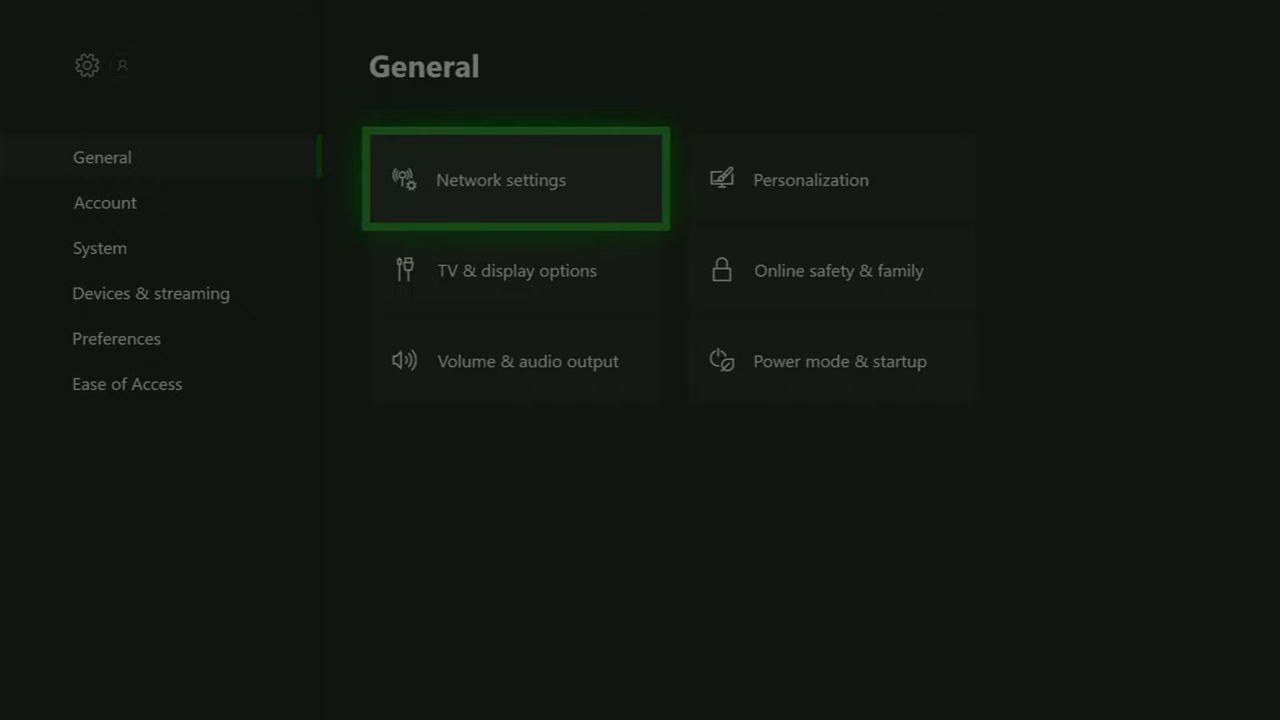 General
Account
System
Devices & streaming
Preferences
Ease of Access
General
Network settings
Personalization
TV & display options
Online safety & family
Volume & audio output
Power mode & startup